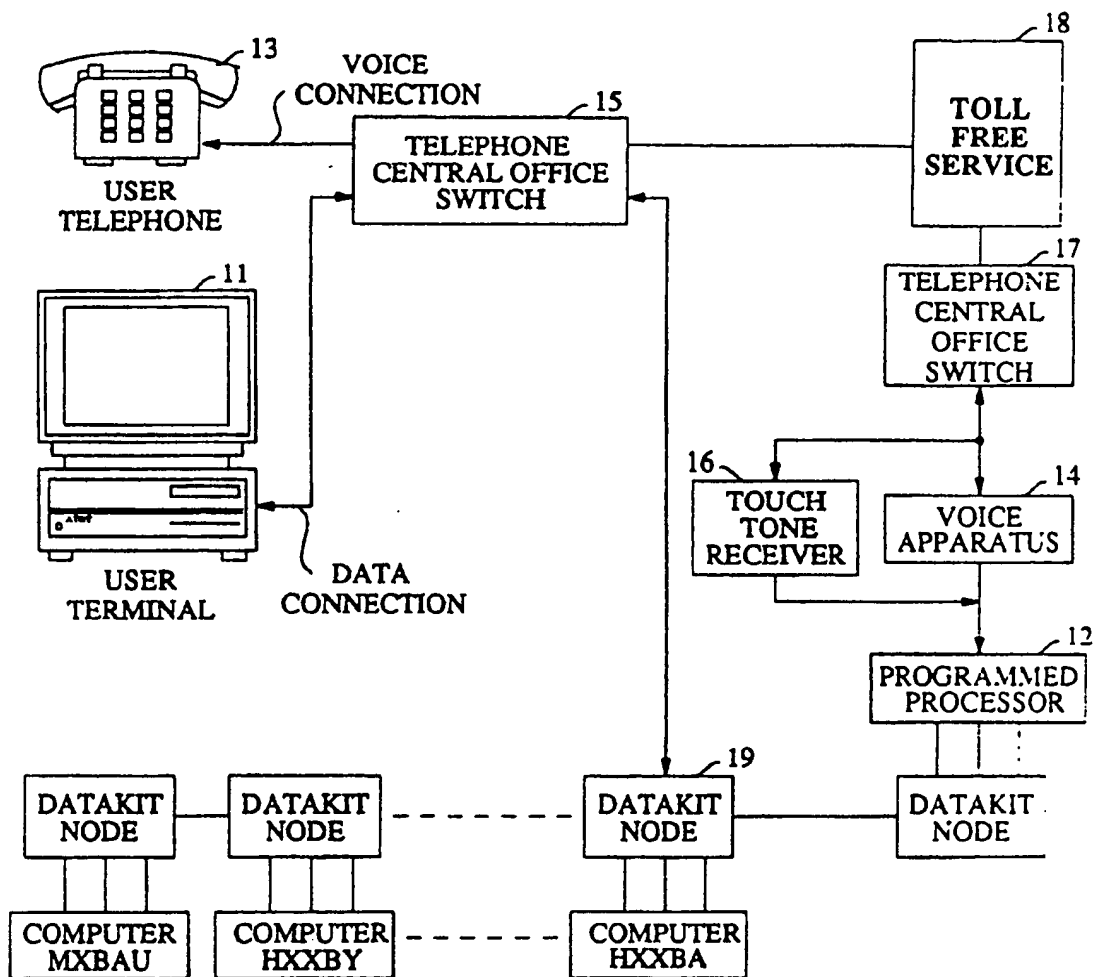 13
VOICE
CONNECTION
15
18
TELEPHONE
CENTRAL OFFICE
SWITCH
TOLL
FREE
SERVICE
USER
TELEPHONE
11
17
TELEPHONE
CENTRAL
OFFICE
SWITCH
16
TOUCH
TONE
RECEIVER
14
VOICE
APPARATUS
USER
TERMINAL
DATA
CONNECTION
12
PROGRAMMED
PROCESSOR
19
DATAKIT
NODE
DATAKIT
NODE
DATAKIT
NODE
DATAKIT
NODE
COMPUTER
MXBAU
COMPUTER
HXXBY
COMPUTER
HXXBA